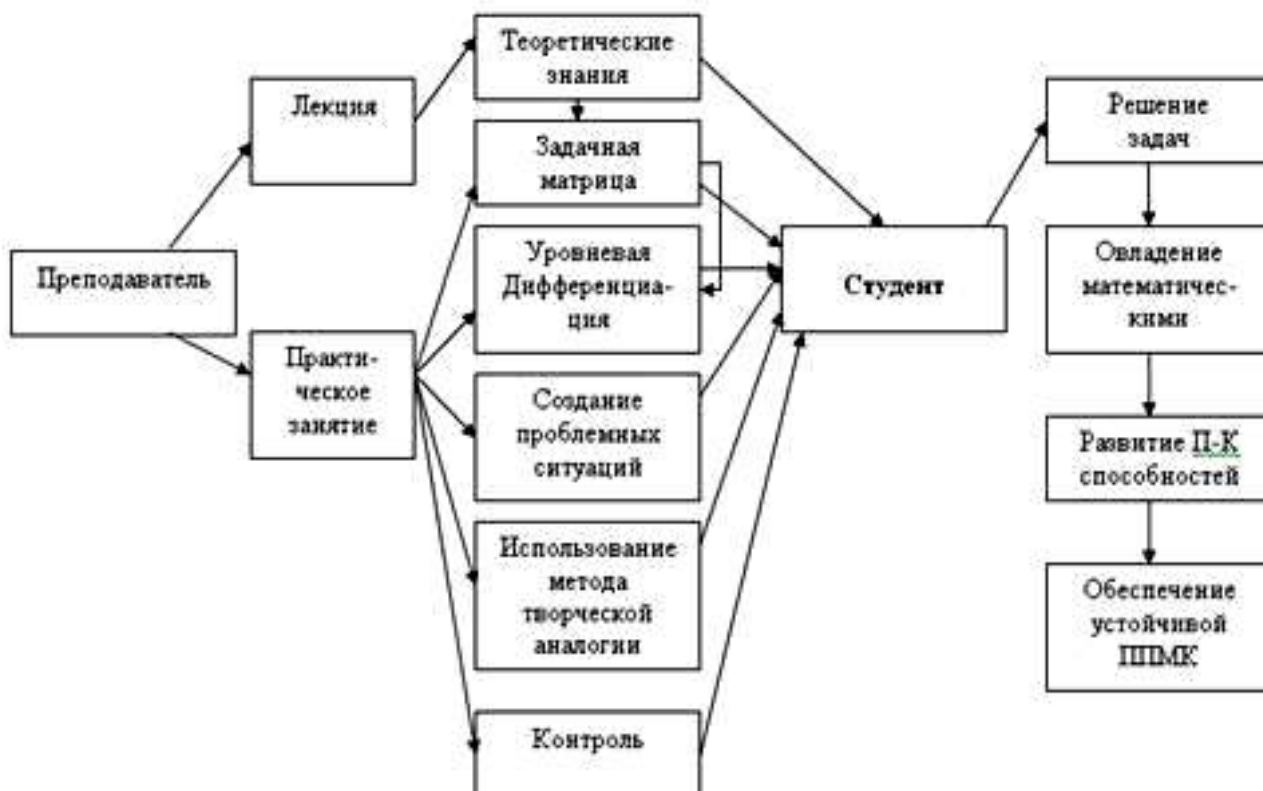 Теоретические
знания
Лекция
Решение
задач
Задачная
матрица
Преподаватель
Уровневая
Дифференциа-
ция
Студент
Овладение
математичес-
кими
Практи-
ческое
занятие
Создание
проблемных
ситуаций
Развитие П-К
способностей
Использование
метода
творческой
аналогии
Обеспечение
устойчивой
ППМК
Контроль